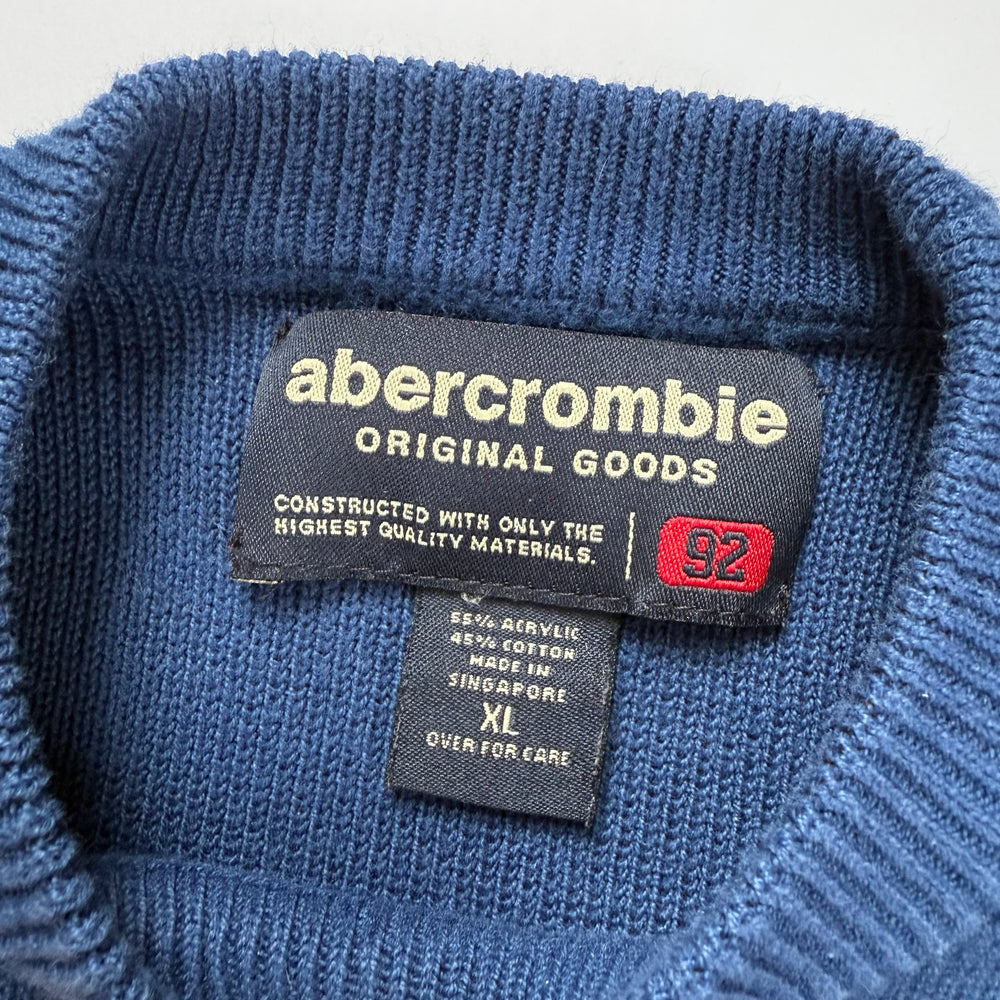 abercrombie
ORIGINAL GOODS
CONSTRUCTED WITH ONLY THE
HIGHEST QUALITY MATERIALS.
92
55% ACRYLIC
45% COTTON
MADE IN
SINGAPORE
XL
OVER FOR CARE